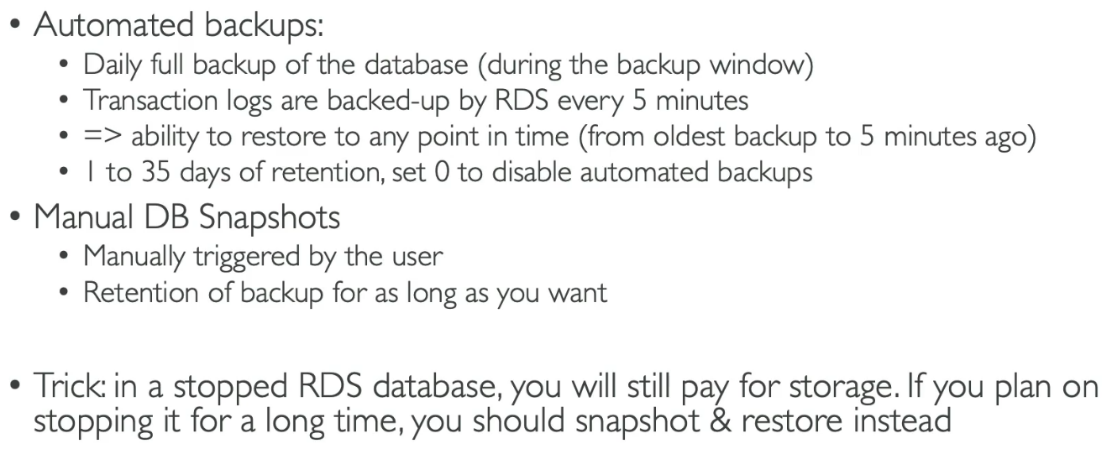 • Automated backups:
• Daily full backup of the database (during the backup window)
• Transaction logs are backed-up by RDS every 5 minutes
• => ability to restore to any point in time (from oldest backup to 5 minutes ago)
• 1 to 35 days of retention, set 0 to disable automated backups
• Manual DB Snapshots
• Manually triggered by the user
• Retention of backup for as long as you want
• Trick: in a stopped RDS database, you will still pay for storage. If you plan on
stopping it for a long time, you should snapshot & restore instead